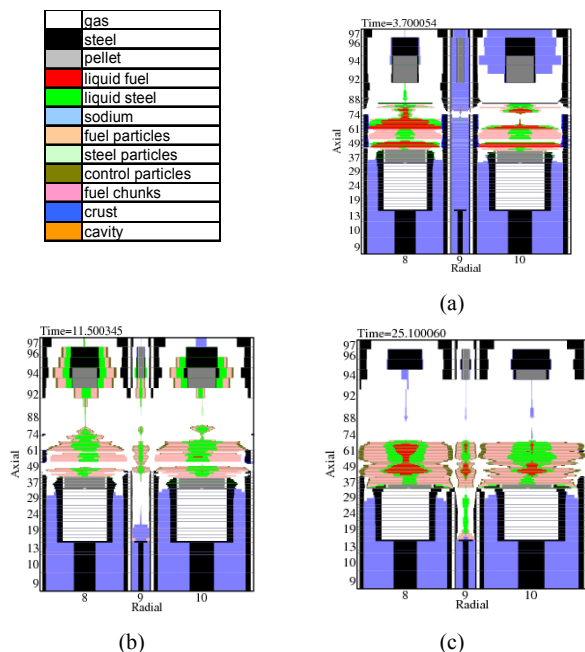 gas
steel
pellet
liquid fuel
liquid steel
sodium
fuel particles
steel particles
control particles
fuel chunks
crust
cavity
Time=3.700054
97
96
94
92
88
74
61
49
37
29
24
19
13
9
Axial
8
9
10
Radial
(a)
Time=11.500345
97
96
94
92
88
74
61
49
37
29
24
19
13
9
Axial
8
9
10
Radial
(b)
Time=25.100060
97
96
94
92
88
74
61
49
37
29
24
19
15
13
9
Axial
8
9
10
Radial
(c)